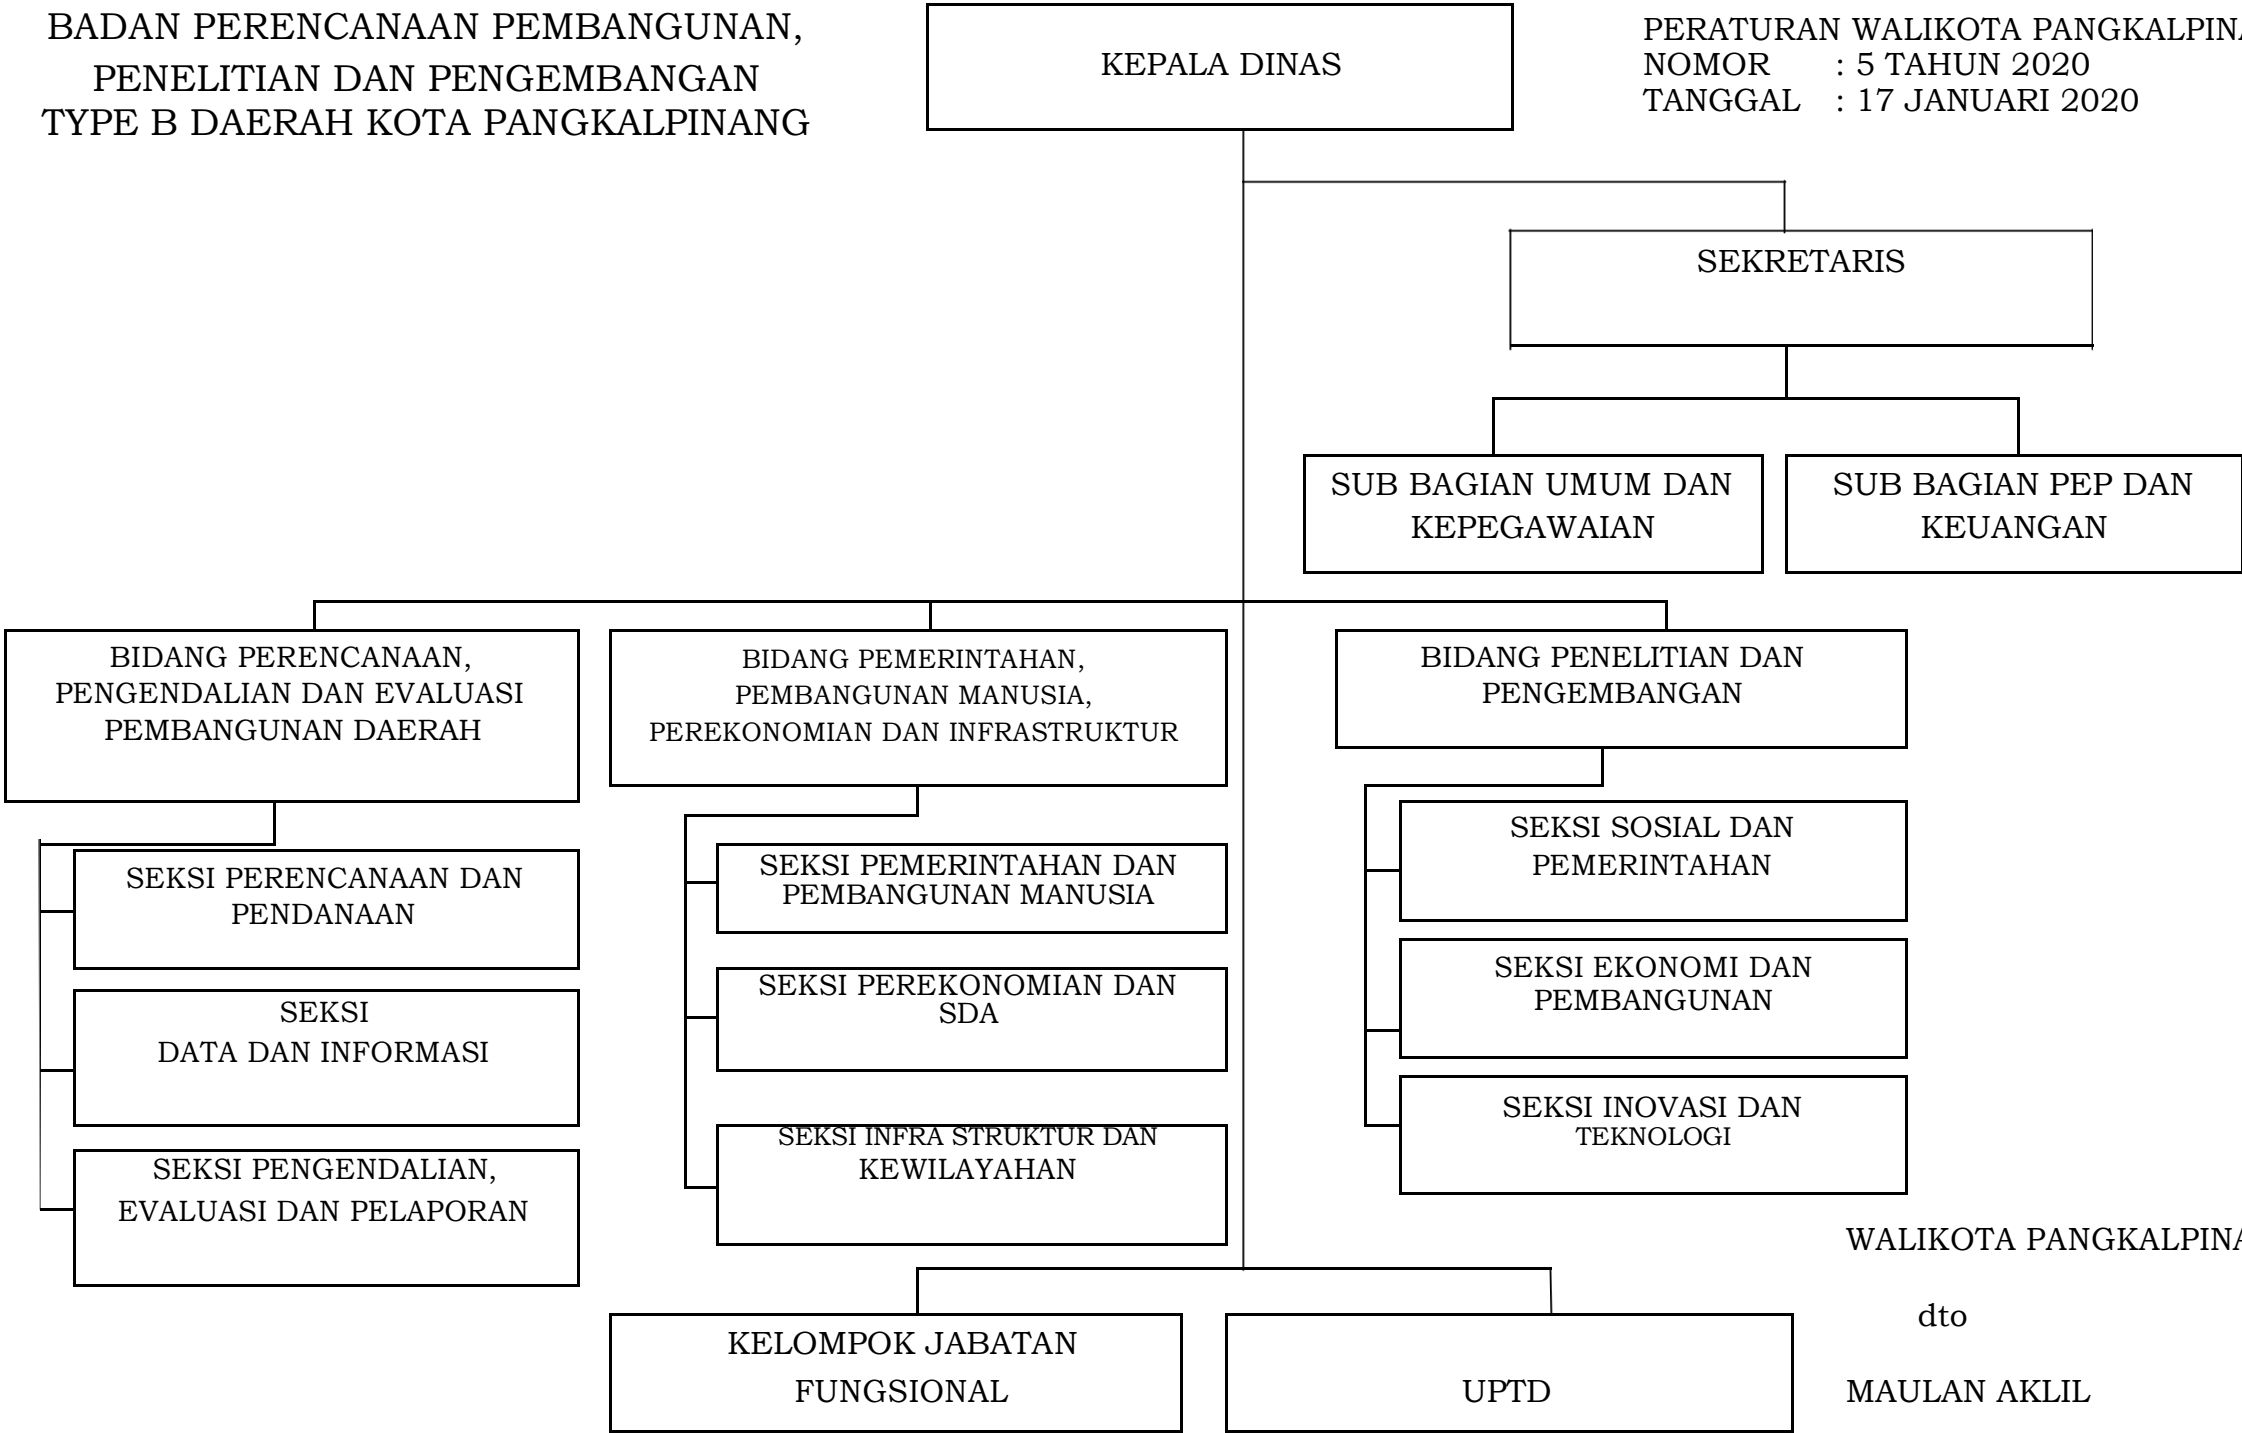 BADAN PERENCANAAN PEMBANGUNAN,
PENELITIAN DAN PENGEMBANGAN
TYPE B DAERAH KOTA PANGKALPINANG
KEPALA DINAS
PERATURAN WALIKOTA PANGKALPINA
NOMOR : 5 TAHUN 2020
TANGGAL : 17 JANUARI 2020
SEKRETARIS
SUB BAGIAN UMUM DAN
KEPEGAWAIAN
SUB BAGIAN PEP DAN
KEUANGAN
BIDANG PERENCANAAN,
PENGENDALIAN DAN EVALUASI
PEMBANGUNAN DAERAH
BIDANG PEMERINTAHAN,
PEMBANGUNAN MANUSIA,
PEREKONOMIAN DAN INFRASTRUKTUR
BIDANG PENELITIAN DAN
PENGEMBANGAN
SEKSI PERENCANAAN DAN
PENDANAAN
SEKSI
DATA DAN INFORMASI
SEKSI PENGENDALIAN,
EVALUASI DAN PELAPORAN
SEKSI PEMERINTAHAN DAN
PEMBANGUNAN MANUSIA
SEKSI PEREKONOMIAN DAN
SDA
SEKSI INFRA STRUKTUR DAN
KEWILAYAHAN
SEKSI SOSIAL DAN
PEMERINTAHAN
SEKSI EKONOMI DAN
PEMBANGUNAN
SEKSI INOVASI DAN
TEKNOLOGI
KELOMPOK JABATAN
FUNGSIONAL
UPTD
WALIKOTA PANGKALPINA
dto
MAULAN AKLIL